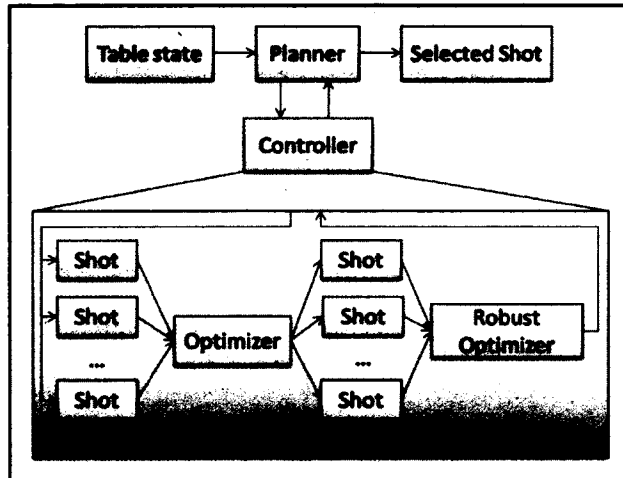 Table state
Planner
Selected Shot
Controller
Shot
Shot
Shot
Shot
Optimizer
Robust
Optimizer
...
...
Shot
Shot